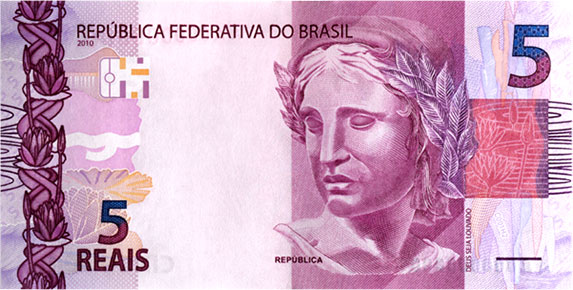 REPÚBLICA FEDERATIVA DO BRASIL
2010
5
5
REAIS
REPÚBLICA
DEUS SEJA LOUVADO